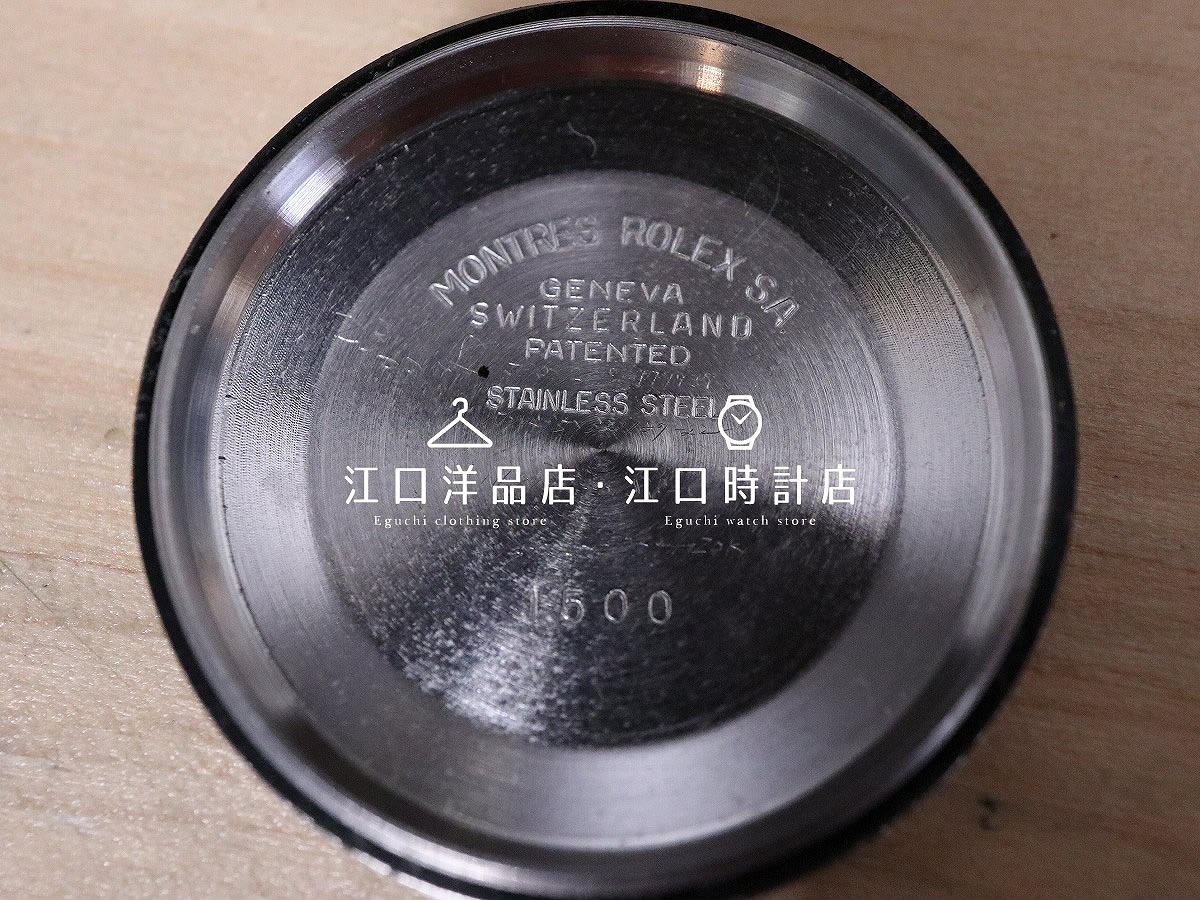 MONTRES ROLEX S.A.
GENEVA
SWITZERLAND
PATENTED
STAINLESS STEEL
江口洋品店・江口時計店
Eguchi clothing store Eguchi watch store
1500